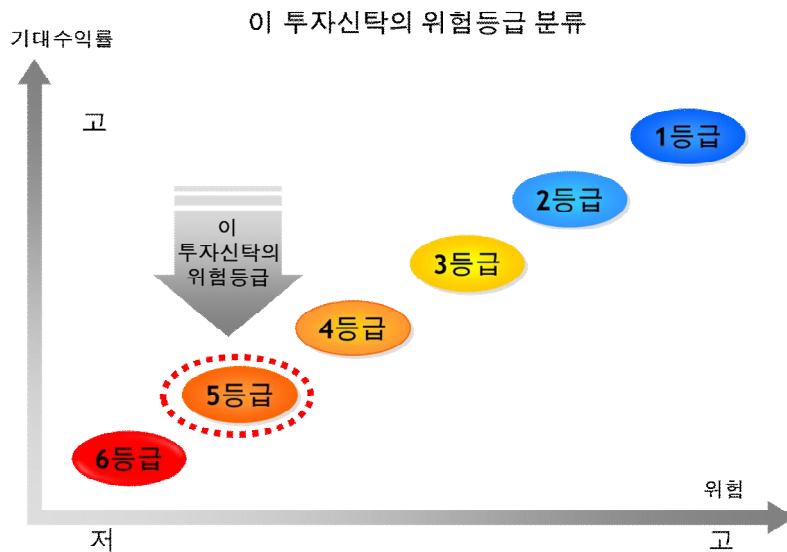 이 투자신탁의 위험등급 분류
기대수익률
고
1등급
2등급
이
투자신탁의
위험등급
3등급
4등급
5등급
6등급
위험
저
고